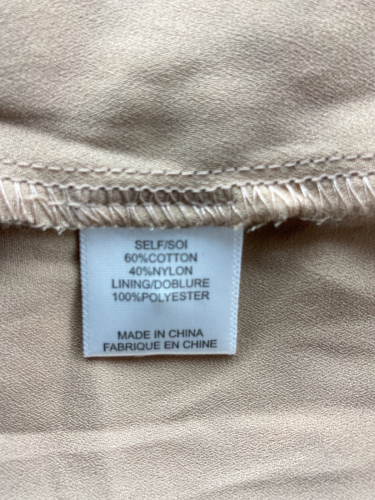 SELF/SOI
60%COTTON
40%NYLON
LINING/DOBLURE
100%POLYESTER
MADE IN CHINA
FABRIQUE EN CHINE